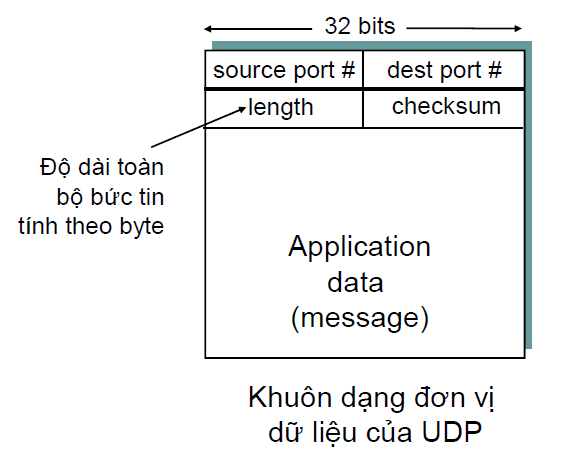 32 bits
source port # dest port #
length checksum
Độ dài toàn
bộ bức tin
tính theo byte
Application
data
(message)
Khuôn dạng đơn vị
dữ liệu của UDP